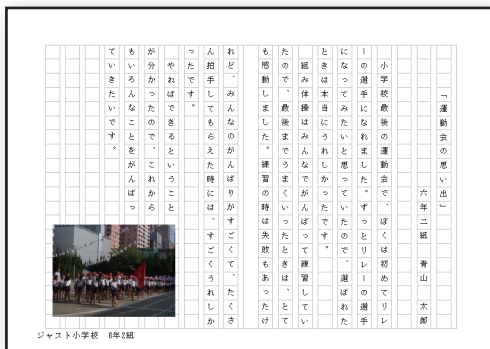 「運動会の思い出」
六年二組　青山　太郎
小学校最後の運動会で、ぼくは初めてリレ
ーの選手になれました。ずっとリレーの選手
になってみたいと思っていたので、選ばれた
ときは本当にうれしかったです。
組み体操はみんなでがんばって練習してい
たので、最後までうまくいったときは、とて
も感動しました。練習の時は失敗もあったけ
れど、みんなのがんばりがすごくて、たくさ
ん拍手してもらえた時には、すごくうれしか
ったです。
やればできるということ
が分かったので、これから
もいろんなことをがんばっ
ていきたいです。
ジャスト小学校　6年2組